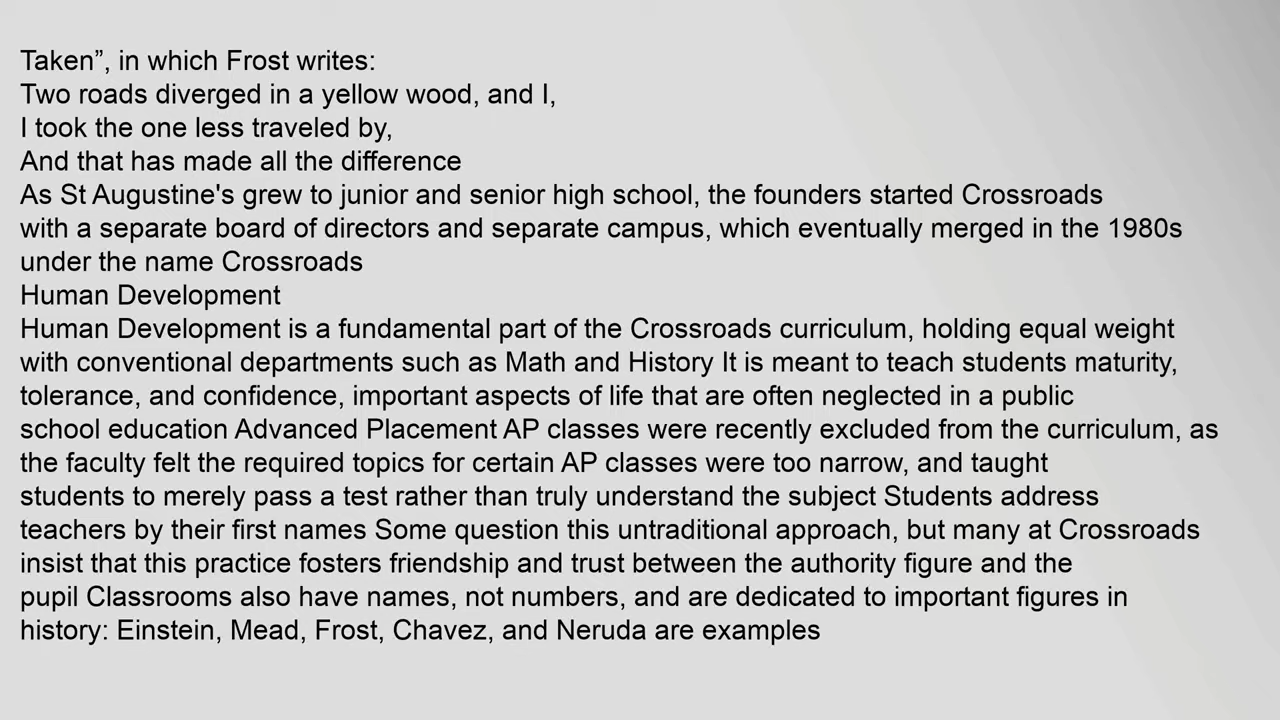 Taken”, in which Frost writes:
Two roads diverged in a yellow wood, and I,
I took the one less traveled by,
And that has made all the difference
As St Augustine's grew to junior and senior high school, the founders started Crossroads
with a separate board of directors and separate campus, which eventually merged in the 1980s
under the name Crossroads
Human Development
Human Development is a fundamental part of the Crossroads curriculum, holding equal weight
with conventional departments such as Math and History It is meant to teach students maturity,
tolerance, and confidence, important aspects of life that are often neglected in a public
school education Advanced Placement AP classes were recently excluded from the curriculum, as
the faculty felt the required topics for certain AP classes were too narrow, and taught
students to merely pass a test rather than truly understand the subject Students address
teachers by their first names Some question this untraditional approach, but many at Crossroads
insist that this practice fosters friendship and trust between the authority figure and the
pupil Classrooms also have names, not numbers, and are dedicated to important figures in
history: Einstein, Mead, Frost, Chavez, and Neruda are examples